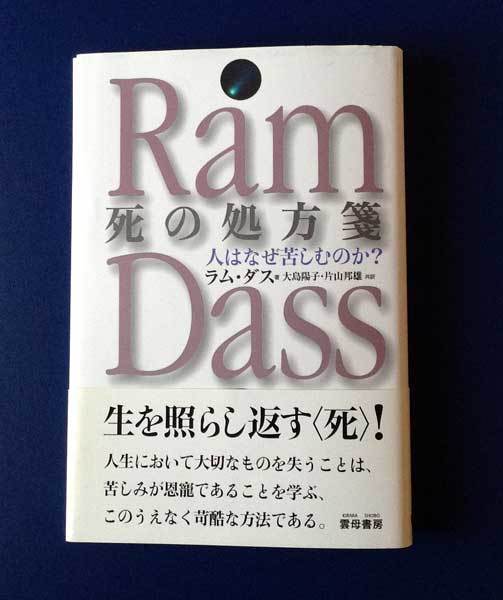 Ram
死の処方箋
人はなぜ苦しむのか?
ラム・ダス 著 大島陽子・片山邦雄 共訳
Dass
生を照らし返す〈死〉!
人生において大切なものを失うことは、
苦しみが恩寵であることを学ぶ、
このうえなく苛酷な方法である。
KIRARA SHOBO
雲母書房